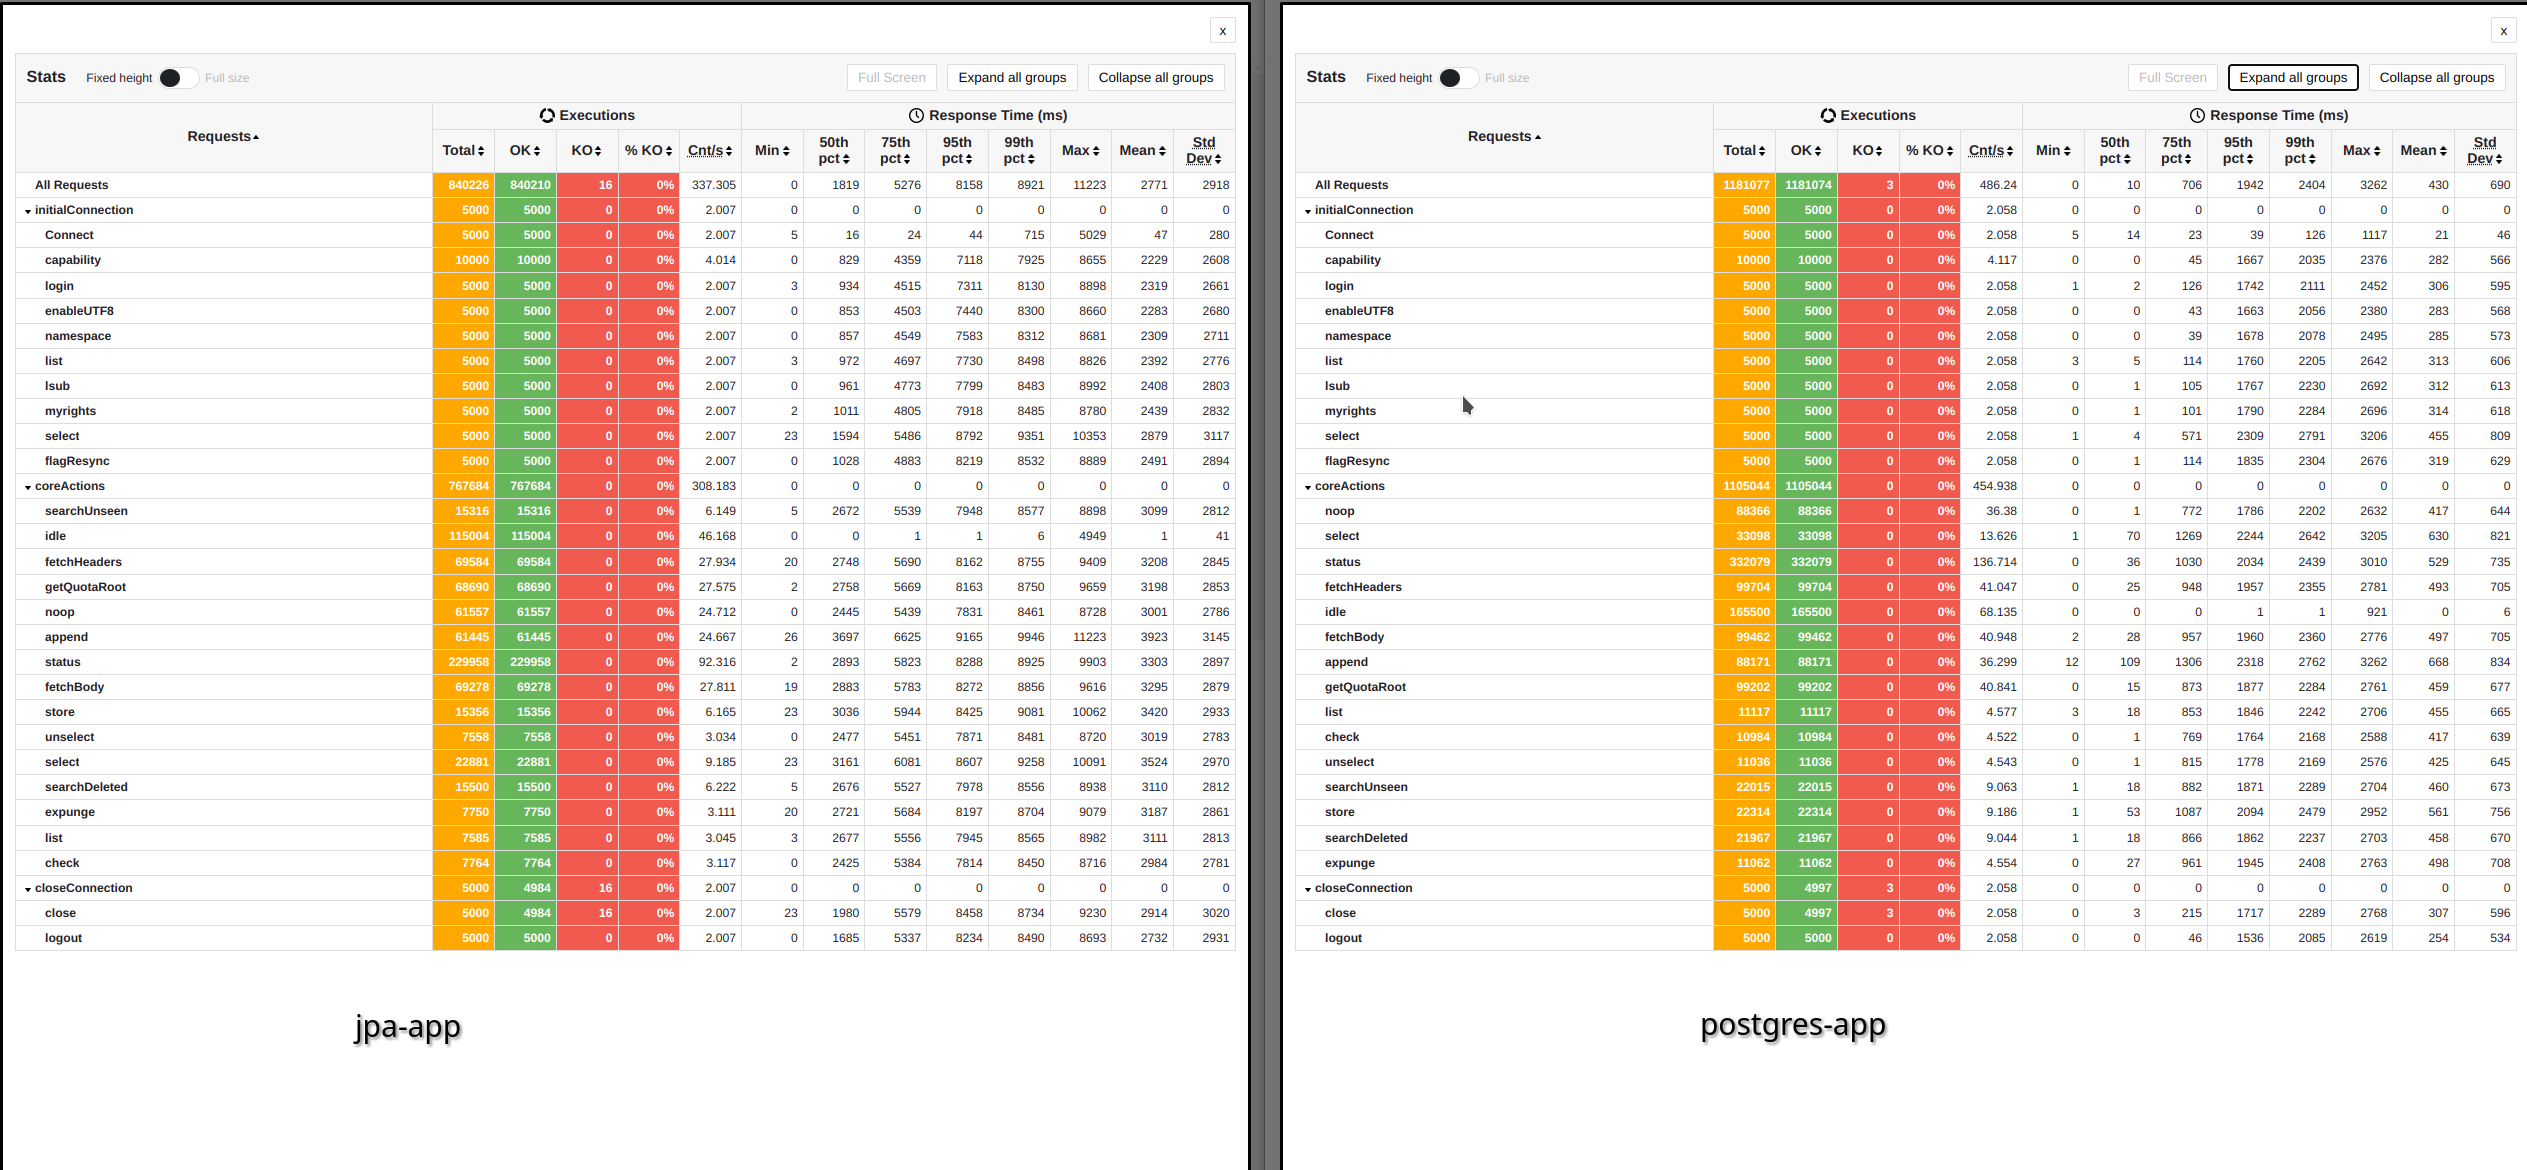 x
Stats Fixed height Full size Full Screen Expand all groups Collapse all groups
Requests Executions Response Time (ms)
Total OK KO % KO Cnt/s Min 50th pct 75th pct 95th pct 99th pct Max Mean Std Dev
All Requests 840226 840210 16 0% 337.305 0 1819 5276 8158 8921 11223 2771 2918
initialConnection 5000 5000 0 0% 2.007 0 0 0 0 0 0 0 0
Connect 5000 5000 0 0% 2.007 5 16 24 44 715 5029 47 280
capability 10000 10000 0 0% 4.014 0 829 4359 7118 7925 8655 2229 2608
login 5000 5000 0 0% 2.007 3 934 4515 7311 8130 8898 2319 2661
enableUTF8 5000 5000 0 0% 2.007 0 853 4503 7440 8300 8660 2283 2680
namespace 5000 5000 0 0% 2.007 0 857 4549 7583 8312 8681 2309 2711
list 5000 5000 0 0% 2.007 3 972 4697 7730 8498 8826 2392 2776
lsub 5000 5000 0 0% 2.007 0 961 4773 7799 8483 8992 2408 2803
myrights 5000 5000 0 0% 2.007 2 1011 4805 7918 8485 8780 2439 2832
select 5000 5000 0 0% 2.007 23 1594 5486 8792 9351 10353 2879 3117
flagResync 5000 5000 0 0% 2.007 0 1028 4883 8219 8532 8889 2491 2894
coreActions 767684 767684 0 0% 308.183 0 0 0 0 0 0 0 0
searchUnseen 15316 15316 0 0% 6.149 5 2672 5539 7948 8577 8898 3099 2812
idle 115004 115004 0 0% 46.168 0 0 1 1 6 4949 1 41
fetchHeaders 69584 69584 0 0% 27.934 20 2748 5690 8162 8755 9409 3208 2845
getQuotaRoot 68690 68690 0 0% 27.575 2 2758 5669 8163 8750 9659 3198 2853
noop 61557 61557 0 0% 24.712 0 2445 5439 7831 8461 8728 3001 2786
append 61445 61445 0 0% 24.667 26 3697 6625 9165 9946 11223 3923 3145
status 229958 229958 0 0% 92.316 2 2893 5823 8288 8925 9903 3303 2897
fetchBody 69278 69278 0 0% 27.811 19 2883 5783 8272 8856 9616 3295 2879
store 15356 15356 0 0% 6.165 23 3036 5944 8425 9081 10062 3420 2933
unselect 7558 7558 0 0% 3.034 0 2477 5451 7871 8481 8720 3019 2783
select 22881 22881 0 0% 9.185 23 3161 6081 8607 9258 10091 3524 2970
searchDeleted 15500 15500 0 0% 6.222 5 2676 5527 7978 8556 8938 3110 2812
expunge 7750 7750 0 0% 3.111 20 2721 5684 8197 8704 9079 3187 2861
list 7585 7585 0 0% 3.045 3 2677 5556 7945 8565 8982 3111 2813
check 7764 7764 0 0% 3.117 0 2425 5384 7814 8450 8716 2984 2781
closeConnection 5000 4984 16 0% 2.007 0 0 0 0 0 0 0 0
close 5000 4984 16 0% 2.007 23 1980 5579 8458 8734 9230 2914 3020
logout 5000 5000 0 0% 2.007 0 1685 5337 8234 8490 8693 2732 2931
jpa-app
x
Stats Fixed height Full size Full Screen Expand all groups Collapse all groups
Requests Executions Response Time (ms)
Total OK KO % KO Cnt/s Min 50th pct 75th pct 95th pct 99th pct Max Mean Std Dev
All Requests 1181077 1181074 3 0% 486.24 0 10 706 1942 2404 3262 430 690
initialConnection 5000 5000 0 0% 2.058 0 0 0 0 0 0 0 0
Connect 5000 5000 0 0% 2.058 5 14 23 39 126 1117 21 46
capability 10000 10000 0 0% 4.117 0 0 45 1667 2035 2376 282 566
login 5000 5000 0 0% 2.058 1 2 126 1742 2111 2452 306 595
enableUTF8 5000 5000 0 0% 2.058 0 0 43 1663 2056 2380 283 568
namespace 5000 5000 0 0% 2.058 0 0 39 1678 2078 2495 285 573
list 5000 5000 0 0% 2.058 3 5 114 1760 2205 2642 313 606
lsub 5000 5000 0 0% 2.058 0 1 105 1767 2230 2692 312 613
myrights 5000 5000 0 0% 2.058 0 1 101 1790 2284 2696 314 618
select 5000 5000 0 0% 2.058 1 4 571 2309 2791 3206 455 809
flagResync 5000 5000 0 0% 2.058 0 1 114 1835 2304 2676 319 629
coreActions 1105044 1105044 0 0% 454.938 0 0 0 0 0 0 0 0
noop 88366 88366 0 0% 36.38 0 1 772 1786 2202 2632 417 644
select 33098 33098 0 0% 13.626 1 70 1269 2244 2642 3205 630 821
status 332079 332079 0 0% 136.714 0 36 1030 2034 2439 3010 529 735
fetchHeaders 99704 99704 0 0% 41.047 0 25 948 1957 2355 2781 493 705
idle 165500 165500 0 0% 68.135 0 0 0 1 1 921 0 6
fetchBody 99462 99462 0 0% 40.948 2 28 957 1960 2360 2776 497 705
append 88171 88171 0 0% 36.299 12 109 1306 2318 2762 3262 668 834
getQuotaRoot 99202 99202 0 0% 40.841 0 15 873 1877 2284 2761 459 677
list 11117 11117 0 0% 4.577 3 18 853 1846 2242 2706 455 665
check 10984 10984 0 0% 4.522 0 1 769 1764 2168 2588 417 639
unselect 11036 11036 0 0% 4.543 0 1 815 1778 2169 2576 425 645
searchUnseen 22015 22015 0 0% 9.063 1 18 882 1871 2289 2704 460 673
store 22314 22314 0 0% 9.186 1 53 1087 2094 2479 2952 561 756
searchDeleted 21967 21967 0 0% 9.044 1 18 866 1862 2237 2703 458 670
expunge 11062 11062 0 0% 4.554 0 27 961 1945 2408 2763 498 708
closeConnection 5000 4997 3 0% 2.058 0 0 0 0 0 0 0 0
close 5000 4997 3 0% 2.058 0 3 215 1717 2289 2768 307 596
logout 5000 5000 0 0% 2.058 0 0 46 1536 2085 2619 254 534
postgres-app